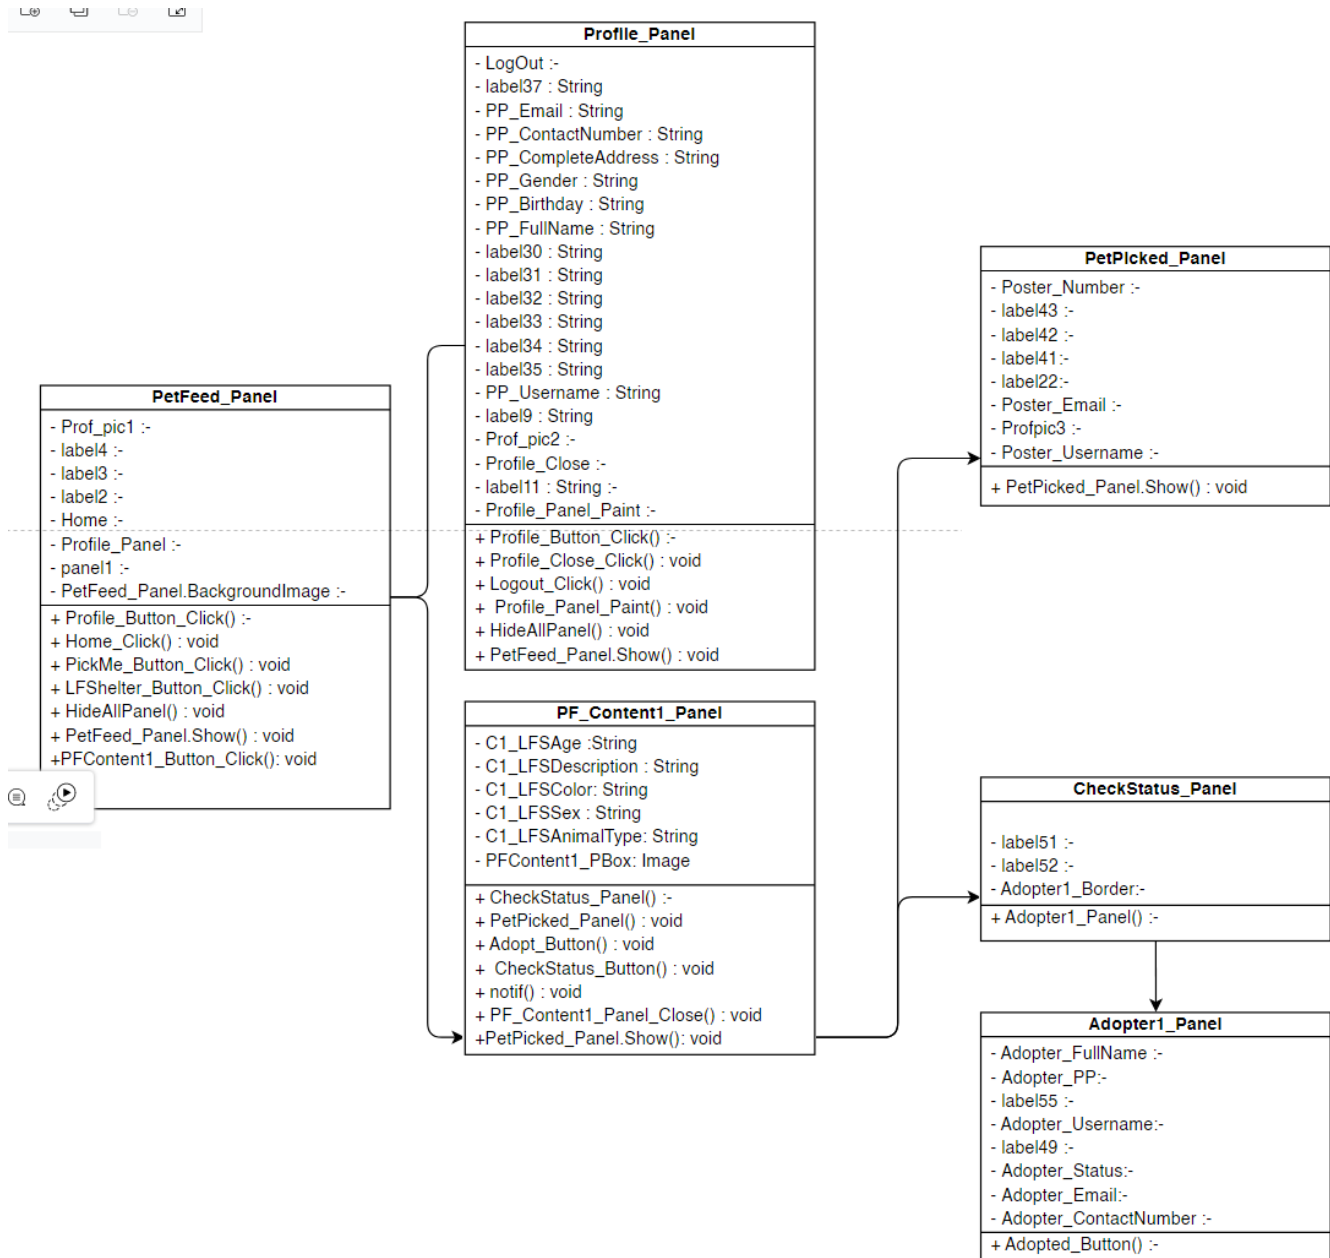 Profile_Panel
- LogOut :-
- label37 : String
- PP_Email : String
- PP_ContactNumber : String
- PP_CompleteAddress : String
- PP_Gender : String
- PP_Birthday : String
- PP_FullName : String
- label30 : String
- label31 : String
- label32 : String
- label33 : String
- label34 : String
- label35 : String
- PP_Username : String
- label9 : String
- Prof_pic2 :-
- Profile_Close :-
- label11 : String :-
- Profile_Panel_Paint :-
+ Profile_Button_Click() :-
+ Profile_Close_Click() : void
+ Logout_Click() : void
+  Profile_Panel_Paint() : void
+ HideAllPanel() : void
+ PetFeed_Panel.Show() : void
PetPicked_Panel
- Poster_Number :-
- label43 :-
- label42 :-
- label41:-
- label22:-
- Poster_Email :-
- Profpic3 :-
- Poster_Username :-
+ PetPicked_Panel.Show() : void
PetFeed_Panel
- Prof_pic1 :-
- label4 :-
- label3 :-
- label2 :-
- Home :-
- Profile_Panel :-
- panel1 :-
- PetFeed_Panel.BackgroundImage :-
+ Profile_Button_Click() :-
+ Home_Click() : void
+ PickMe_Button_Click() : void
+ LFShelter_Button_Click() : void
+ HideAllPanel() : void
+ PetFeed_Panel.Show() : void
+PFContent1_Button_Click(): void
PF_Content1_Panel
- C1_LFSAge :String
- C1_LFSDescription : String
- C1_LFSColor: String
- C1_LFSSex : String
- C1_LFSAnimalType: String
- PFContent1_PBox: Image
+ CheckStatus_Panel() :-
+ PetPicked_Panel() : void
+ Adopt_Button() : void
+  CheckStatus_Button() : void
+ notif() : void
+ PF_Content1_Panel_Close() : void
+PetPicked_Panel.Show(): void
CheckStatus_Panel
- label51 :-
- label52 :-
- Adopter1_Border:-
+ Adopter1_Panel() :-
Adopter1_Panel
- Adopter_FullName :-
- Adopter_PP:-
- label55 :-
- Adopter_Username:-
- label49 :-
- Adopter_Status:-
- Adopter_Email:-
- Adopter_ContactNumber :-
+ Adopted_Button() :-